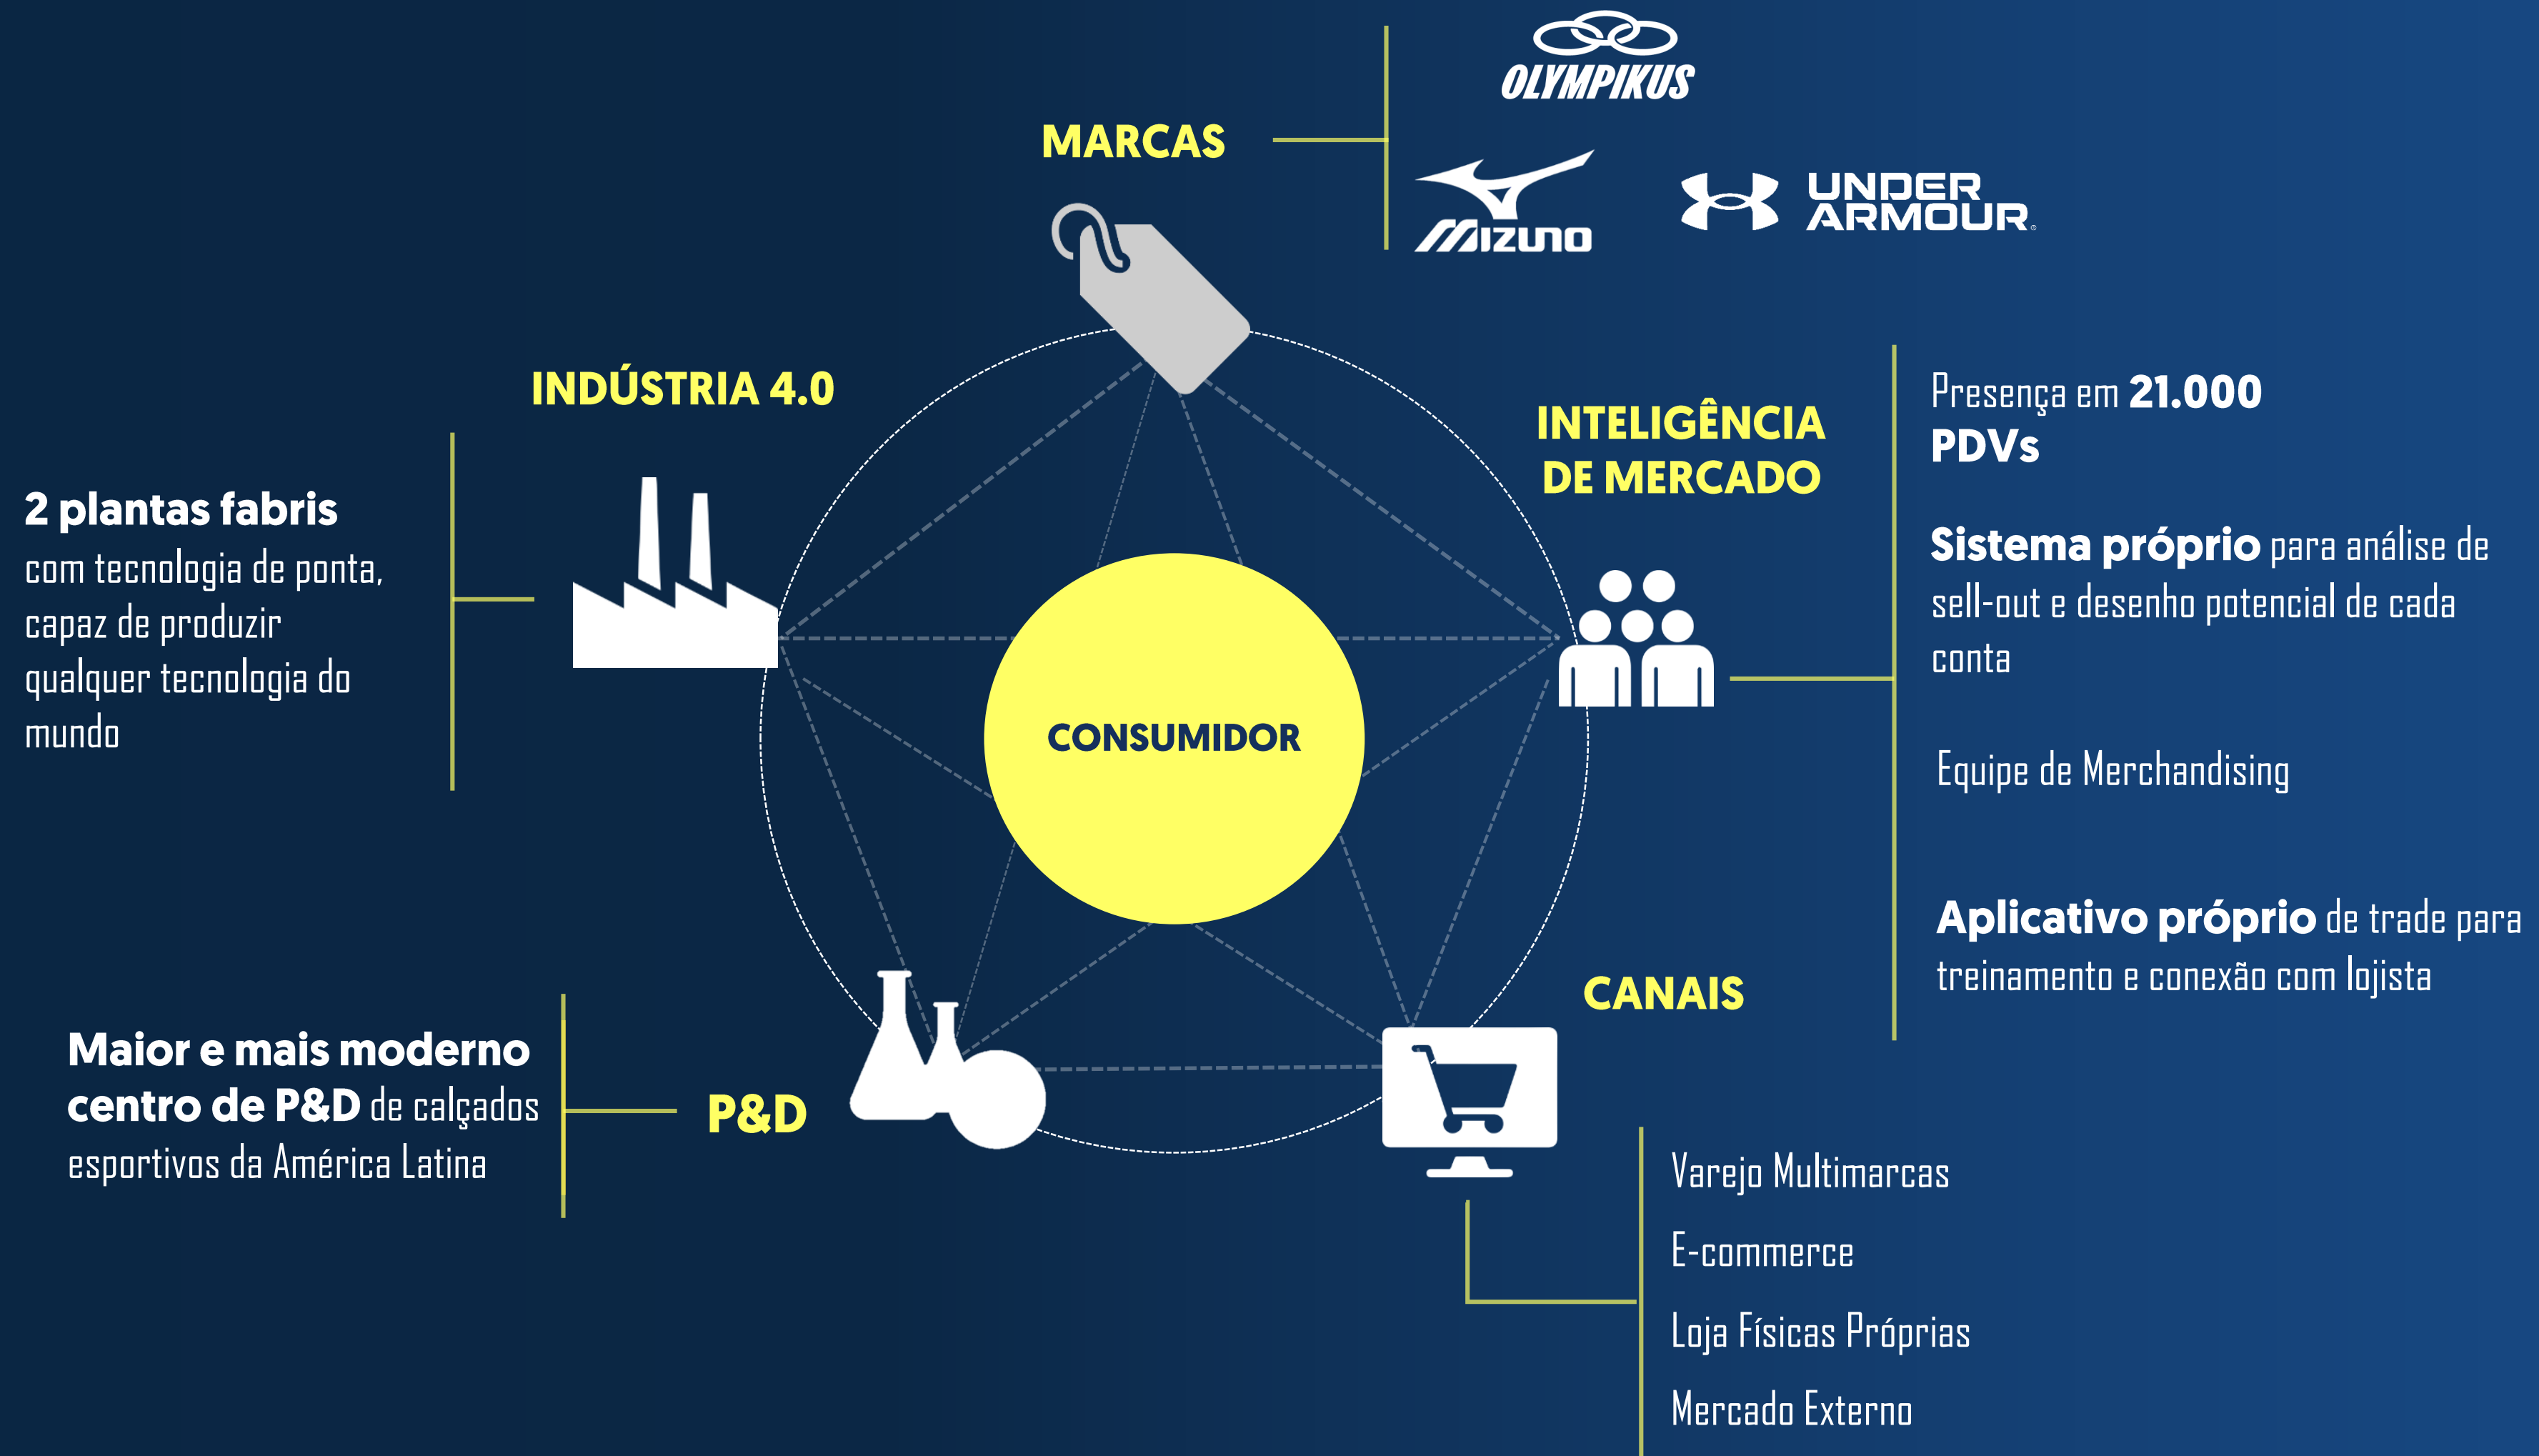 OLYMPIKUS
MARCAS
MIZUNO
UNDER
ARMOUR
INDÚSTRIA 4.0
2 plantas fabris
com tecnologia de ponta,
capaz de produzir
qualquer tecnologia do
mundo
INTELIGÊNCIA
DE MERCADO
Presença em 21.000
PDVs
Sistema próprio para análise de
sell-out e desenho potencial de cada
conta
Equipe de Merchandising
Aplicativo próprio de trade para
treinamento e conexão com lojista
CONSUMIDOR
Maior e mais moderno
centro de P&D de calçados
esportivos da América Latina
P&D
CANAIS
Varejo Multimarcas
E-commerce
Loja Físicas Próprias
Mercado Externo